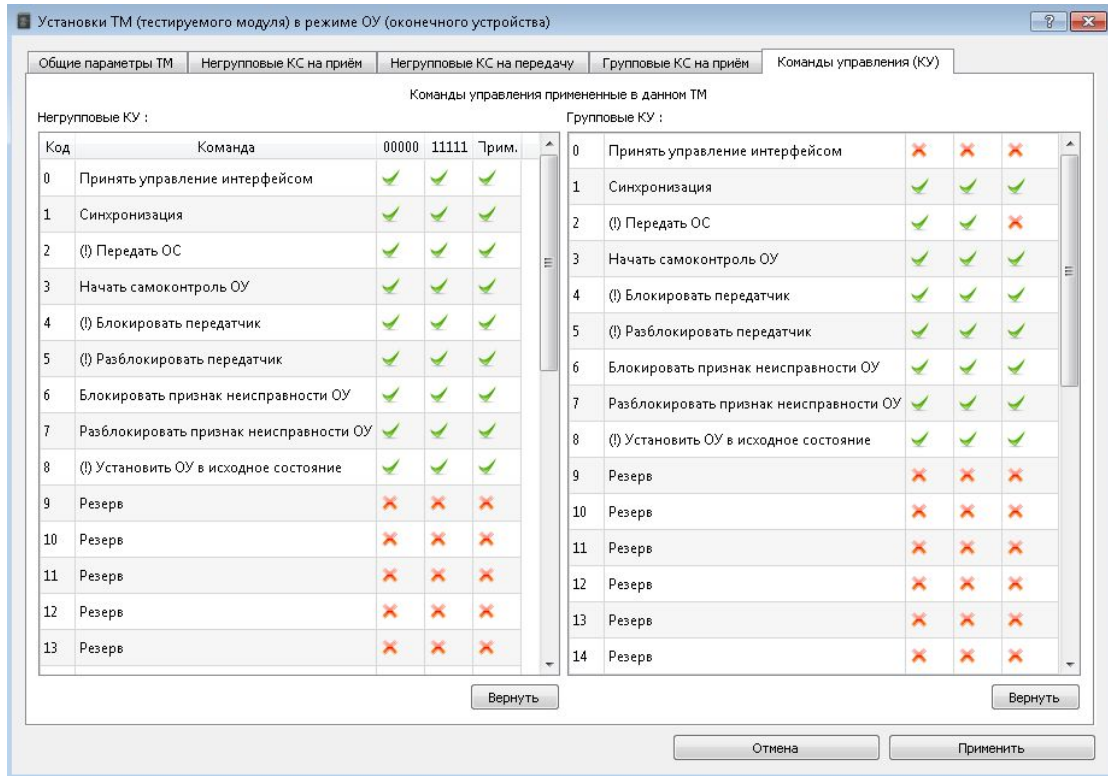 Установки ТМ (тестируемого модуля) в режиме ОУ (оконечного устройства)
Общие параметры ТМ
Негрупповые КС на приём
Негрупповые КС на передачу
Групповые КС на приём
Команды управления (КУ)
Команды управления примененные в данном ТМ
Негрупповые КУ :
Код Команда 00000 11111 Прим.
0 Принять управление интерфейсом
1 Синхронизация
2 (!) Передать ОС
3 Начать самоконтроль ОУ
4 (!) Блокировать передатчик
5 (!) Разблокировать передатчик
6 Блокировать признак неисправности ОУ
7 Разблокировать признак неисправности ОУ
8 (!) Установить ОУ в исходное состояние
9 Резерв
10 Резерв
11 Резерв
12 Резерв
13 Резерв
Вернуть
Групповые КУ :
0 Принять управление интерфейсом
1 Синхронизация
2 (!) Передать ОС
3 Начать самоконтроль ОУ
4 (!) Блокировать передатчик
5 (!) Разблокировать передатчик
6 Блокировать признак неисправности ОУ
7 Разблокировать признак неисправности ОУ
8 (!) Установить ОУ в исходное состояние
9 Резерв
10 Резерв
11 Резерв
12 Резерв
13 Резерв
14 Резерв
Вернуть
Отмена
Применить